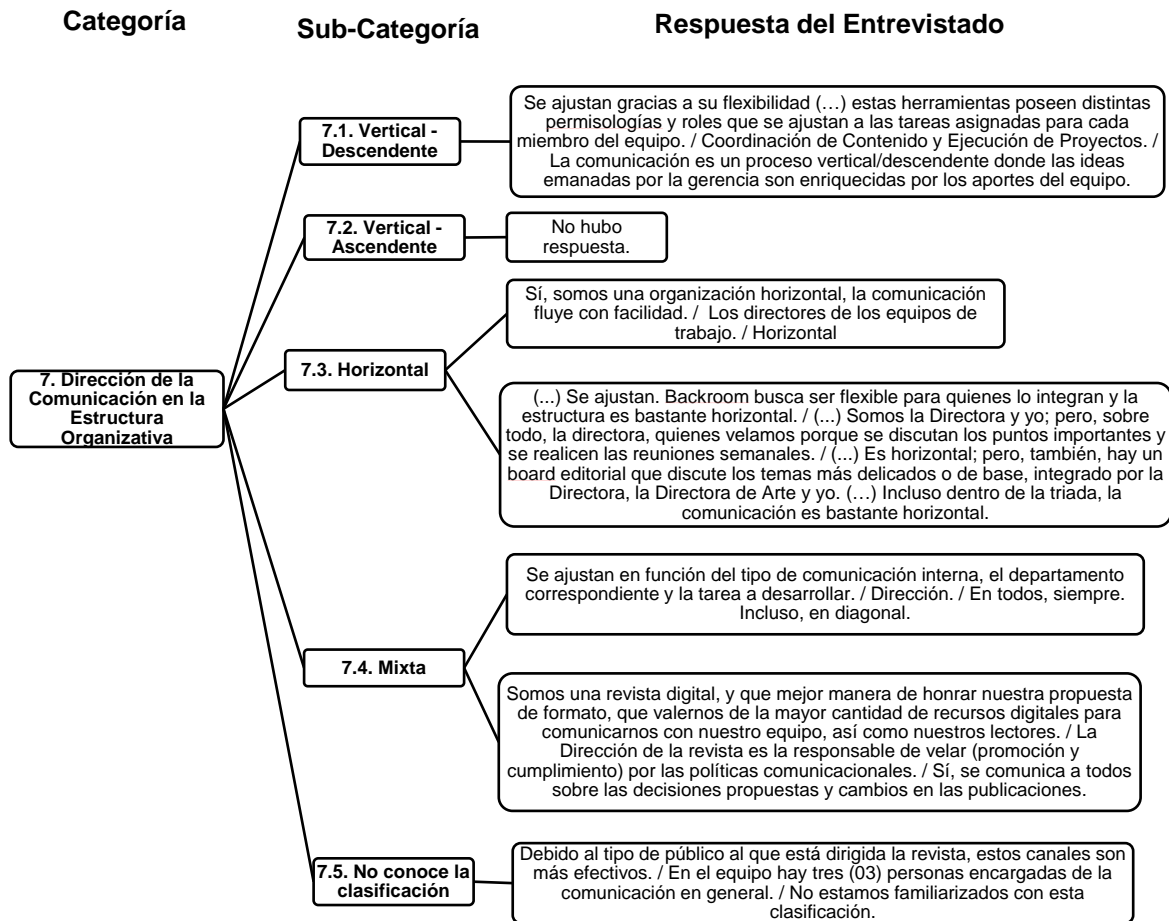 Categoría
Sub-Categoría
Respuesta del Entrevistado
7. Dirección de la
Comunicación en la
Estructura
Organizativa
7.1. Vertical -
Descendente
Se ajustan gracias a su flexibilidad (…) estas herramientas poseen distintas
permisologías y roles que se ajustan a las tareas asignadas para cada
miembro del equipo. / Coordinación de Contenido y Ejecución de Proyectos. /
La comunicación es un proceso vertical/descendente donde las ideas
emanadas por la gerencia son enriquecidas por los aportes del equipo.
7.2. Vertical -
Ascendente
No hubo
respuesta.
7.3. Horizontal
Sí, somos una organización horizontal, la comunicación
fluye con facilidad. / Los directores de los equipos de
trabajo. / Horizontal
(...) Se ajustan. Backroom busca ser flexible para quienes lo integran y la
estructura es bastante horizontal. / (...) Somos la Directora y yo; pero, sobre
todo, la directora, quienes velamos porque se discutan los puntos importantes y
se realicen las reuniones semanales. / (...) Es horizontal; pero, también, hay un
board editorial que discute los temas más delicados o de base, integrado por la
Directora, la Directora de Arte y yo. (…) Incluso dentro de la triada, la
comunicación es bastante horizontal.
7.4. Mixta
Se ajustan en función del tipo de comunicación interna, el departamento
correspondiente y la tarea a desarrollar. / Dirección. / En todos, siempre.
Incluso, en diagonal.
Somos una revista digital, y que mejor manera de honrar nuestra propuesta
de formato, que valernos de la mayor cantidad de recursos digitales para
comunicarnos con nuestro equipo, así como nuestros lectores. / La
Dirección de la revista es la responsable de velar (promoción y
cumplimiento) por las políticas comunicacionales. / Sí, se comunica a todos
sobre las decisiones propuestas y cambios en las publicaciones.
7.5. No conoce la
clasificación
Debido al tipo de público al que está dirigida la revista, estos canales son
más efectivos. / En el equipo hay tres (03) personas encargadas de la
comunicación en general. / No estamos familiarizados con esta
clasificación.